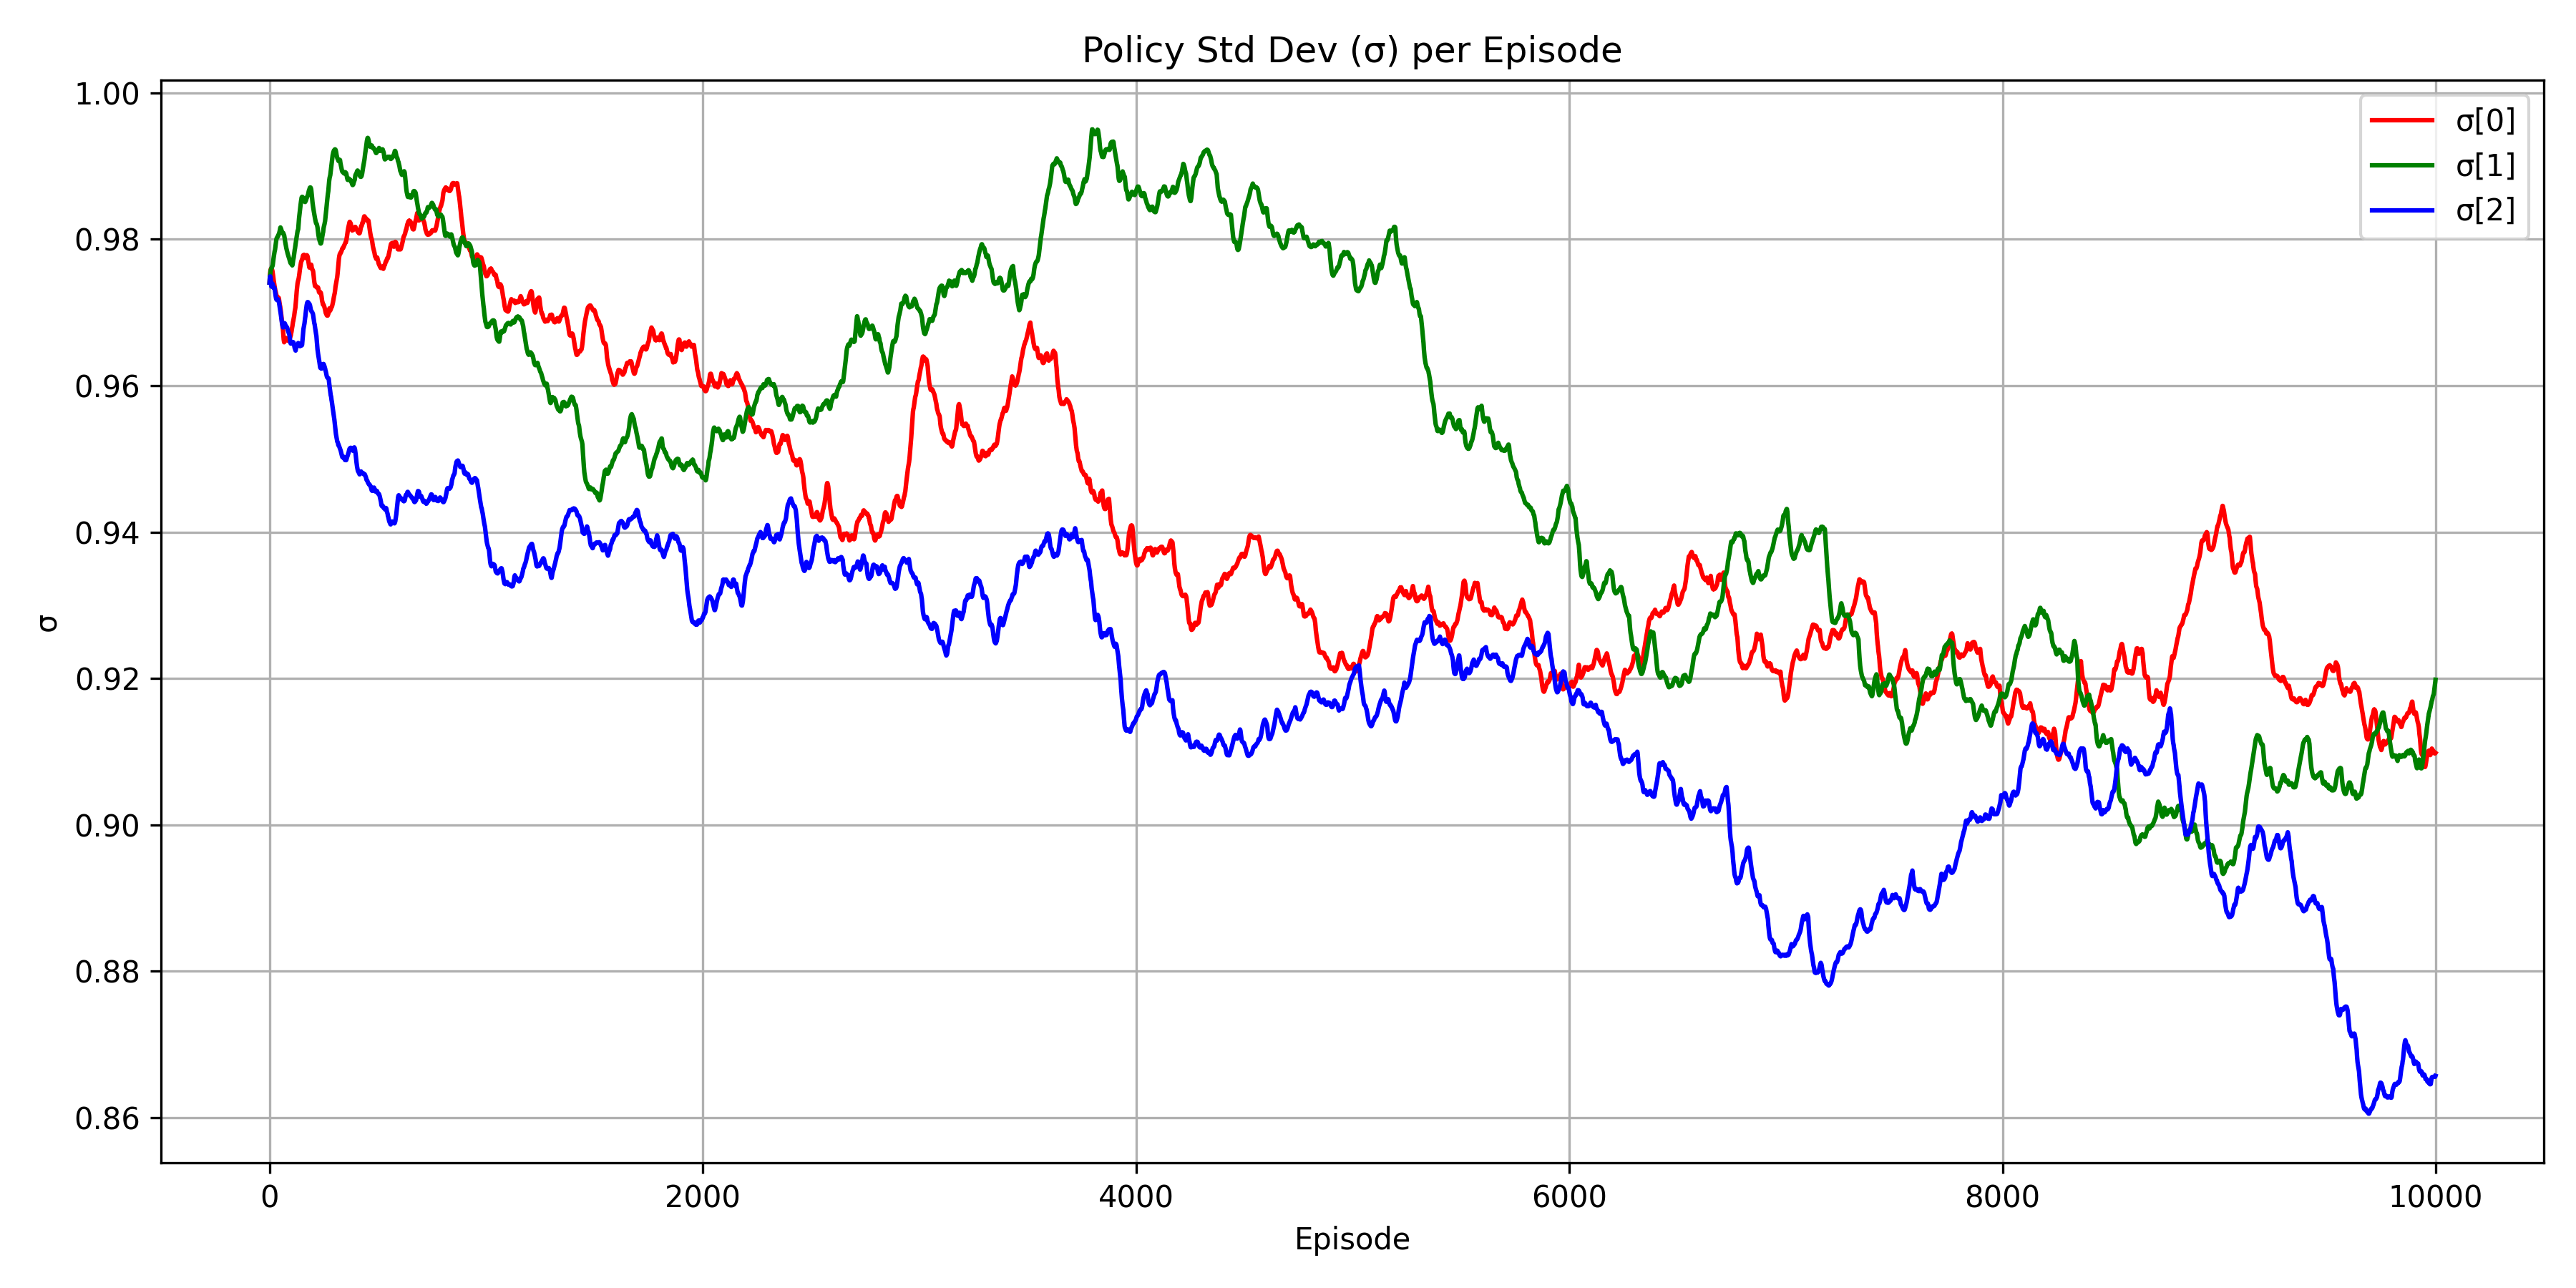 Policy Std Dev (σ) per Episode
σ[0]
σ[1]
σ[2]
1.00
0.98
0.96
0.94
0.92
0.90
0.88
0.86
σ
0 2000 4000 6000 8000 10000
Episode